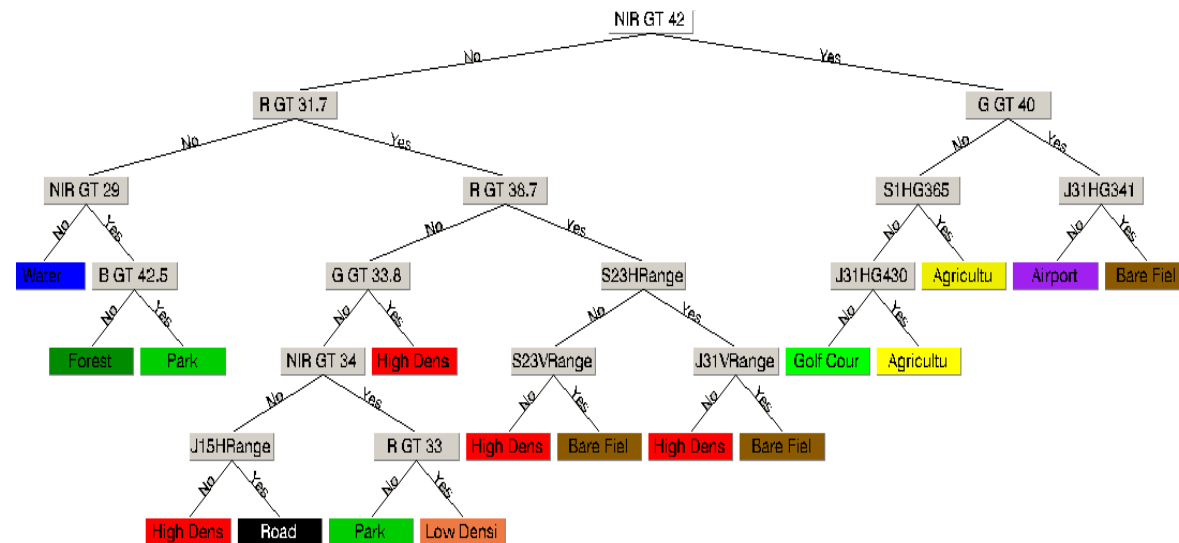 NIR GT 42
No
Yes
R GT 31.7
G GT 40
No
Yes
No
Yes
NIR GT 29
R GT 38.7
S1HG365
J31HG341
No
Yes
No
Yes
No
Yes
No
Yes
Water
B GT 42.5
G GT 33.8
S23HRange
J31HG430
Agricultu
Airport
Bare Fiel
No
Yes
No
Yes
No
Yes
No
Yes
Forest
Park
NIR GT 34
High Dens
S23VRange
J31VRange
Golf Cour
Agricultu
No
Yes
No
Yes
No
Yes
J15HRange
R GT 33
High Dens
Bare Fiel
High Dens
Bare Fiel
No
Yes
No
Yes
High Dens
Road
Park
Low Densi